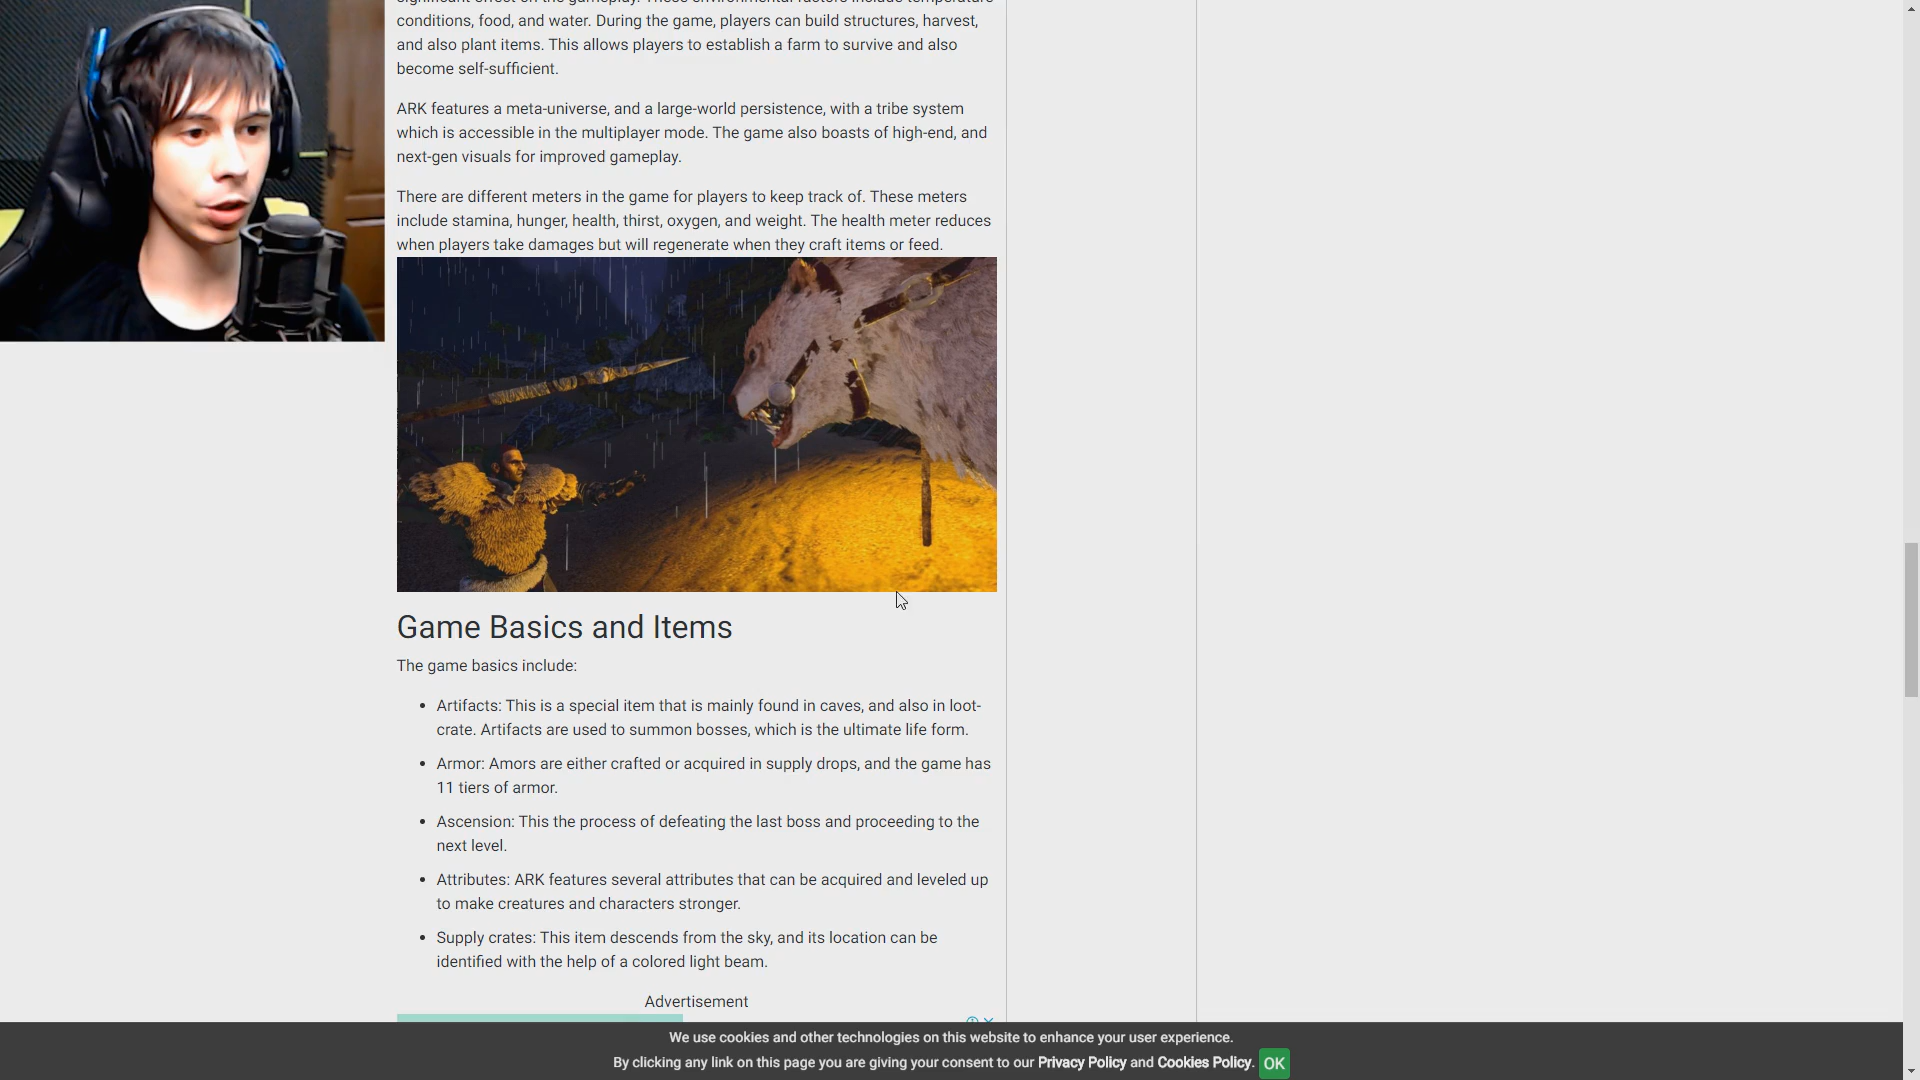 conditions, food, and water. During the game, players can build structures, harvest,
and also plant items. This allows players to establish a farm to survive and also
become self-sufficient.
ARK features a meta-universe, and a large-world persistence, with a tribe system
which is accessible in the multiplayer mode. The game also boasts of high-end, and
next-gen visuals for improved gameplay.
There are different meters in the game for players to keep track of. These meters
include stamina, hunger, health, thirst, oxygen, and weight. The health meter reduces
when players take damages but will regenerate when they craft items or feed.
Game Basics and Items
The game basics include:
• Artifacts: This is a special item that is mainly found in caves, and also in loot-
crate. Artifacts are used to summon bosses, which is the ultimate life form.
• Armor: Amors are either crafted or acquired in supply drops, and the game has
11 tiers of armor.
• Ascension: This the process of defeating the last boss and proceeding to the
next level.
• Attributes: ARK features several attributes that can be acquired and leveled up
to make creatures and characters stronger.
• Supply crates: This item descends from the sky, and its location can be
identified with the help of a colored light beam.
Advertisement
We use cookies and other technologies on this website to enhance your user experience.
By clicking any link on this page you are giving your consent to our Privacy Policy and Cookies Policy. OK